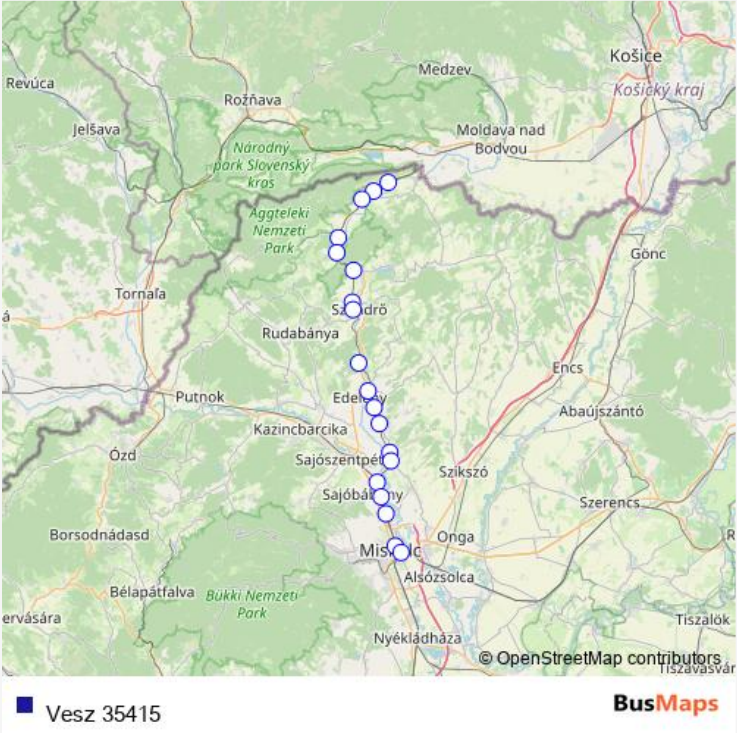 Košice
Medzev
Revúca
Košický kraj
Rožňava
Jelšava
Moldava nad
Bodvou
Národný
park Slovenský
kras
Aggteleki
Nemzeti
Park
Gönc
Tornaľa
á
Rudabánya
Encs
Putnok
Abaújszántó
Kazincbarcika
Ózd
Szikszó
Szerencs
Borsodnádasd
Onga
R
Alsózsolca
Bélapátfalva
Bükki Nemzeti
Park
ervására
Tiszalök
Nyékládháza
© OpenStreetMap contributors
Tiszavasvár
Vesz 35415
BusMaps